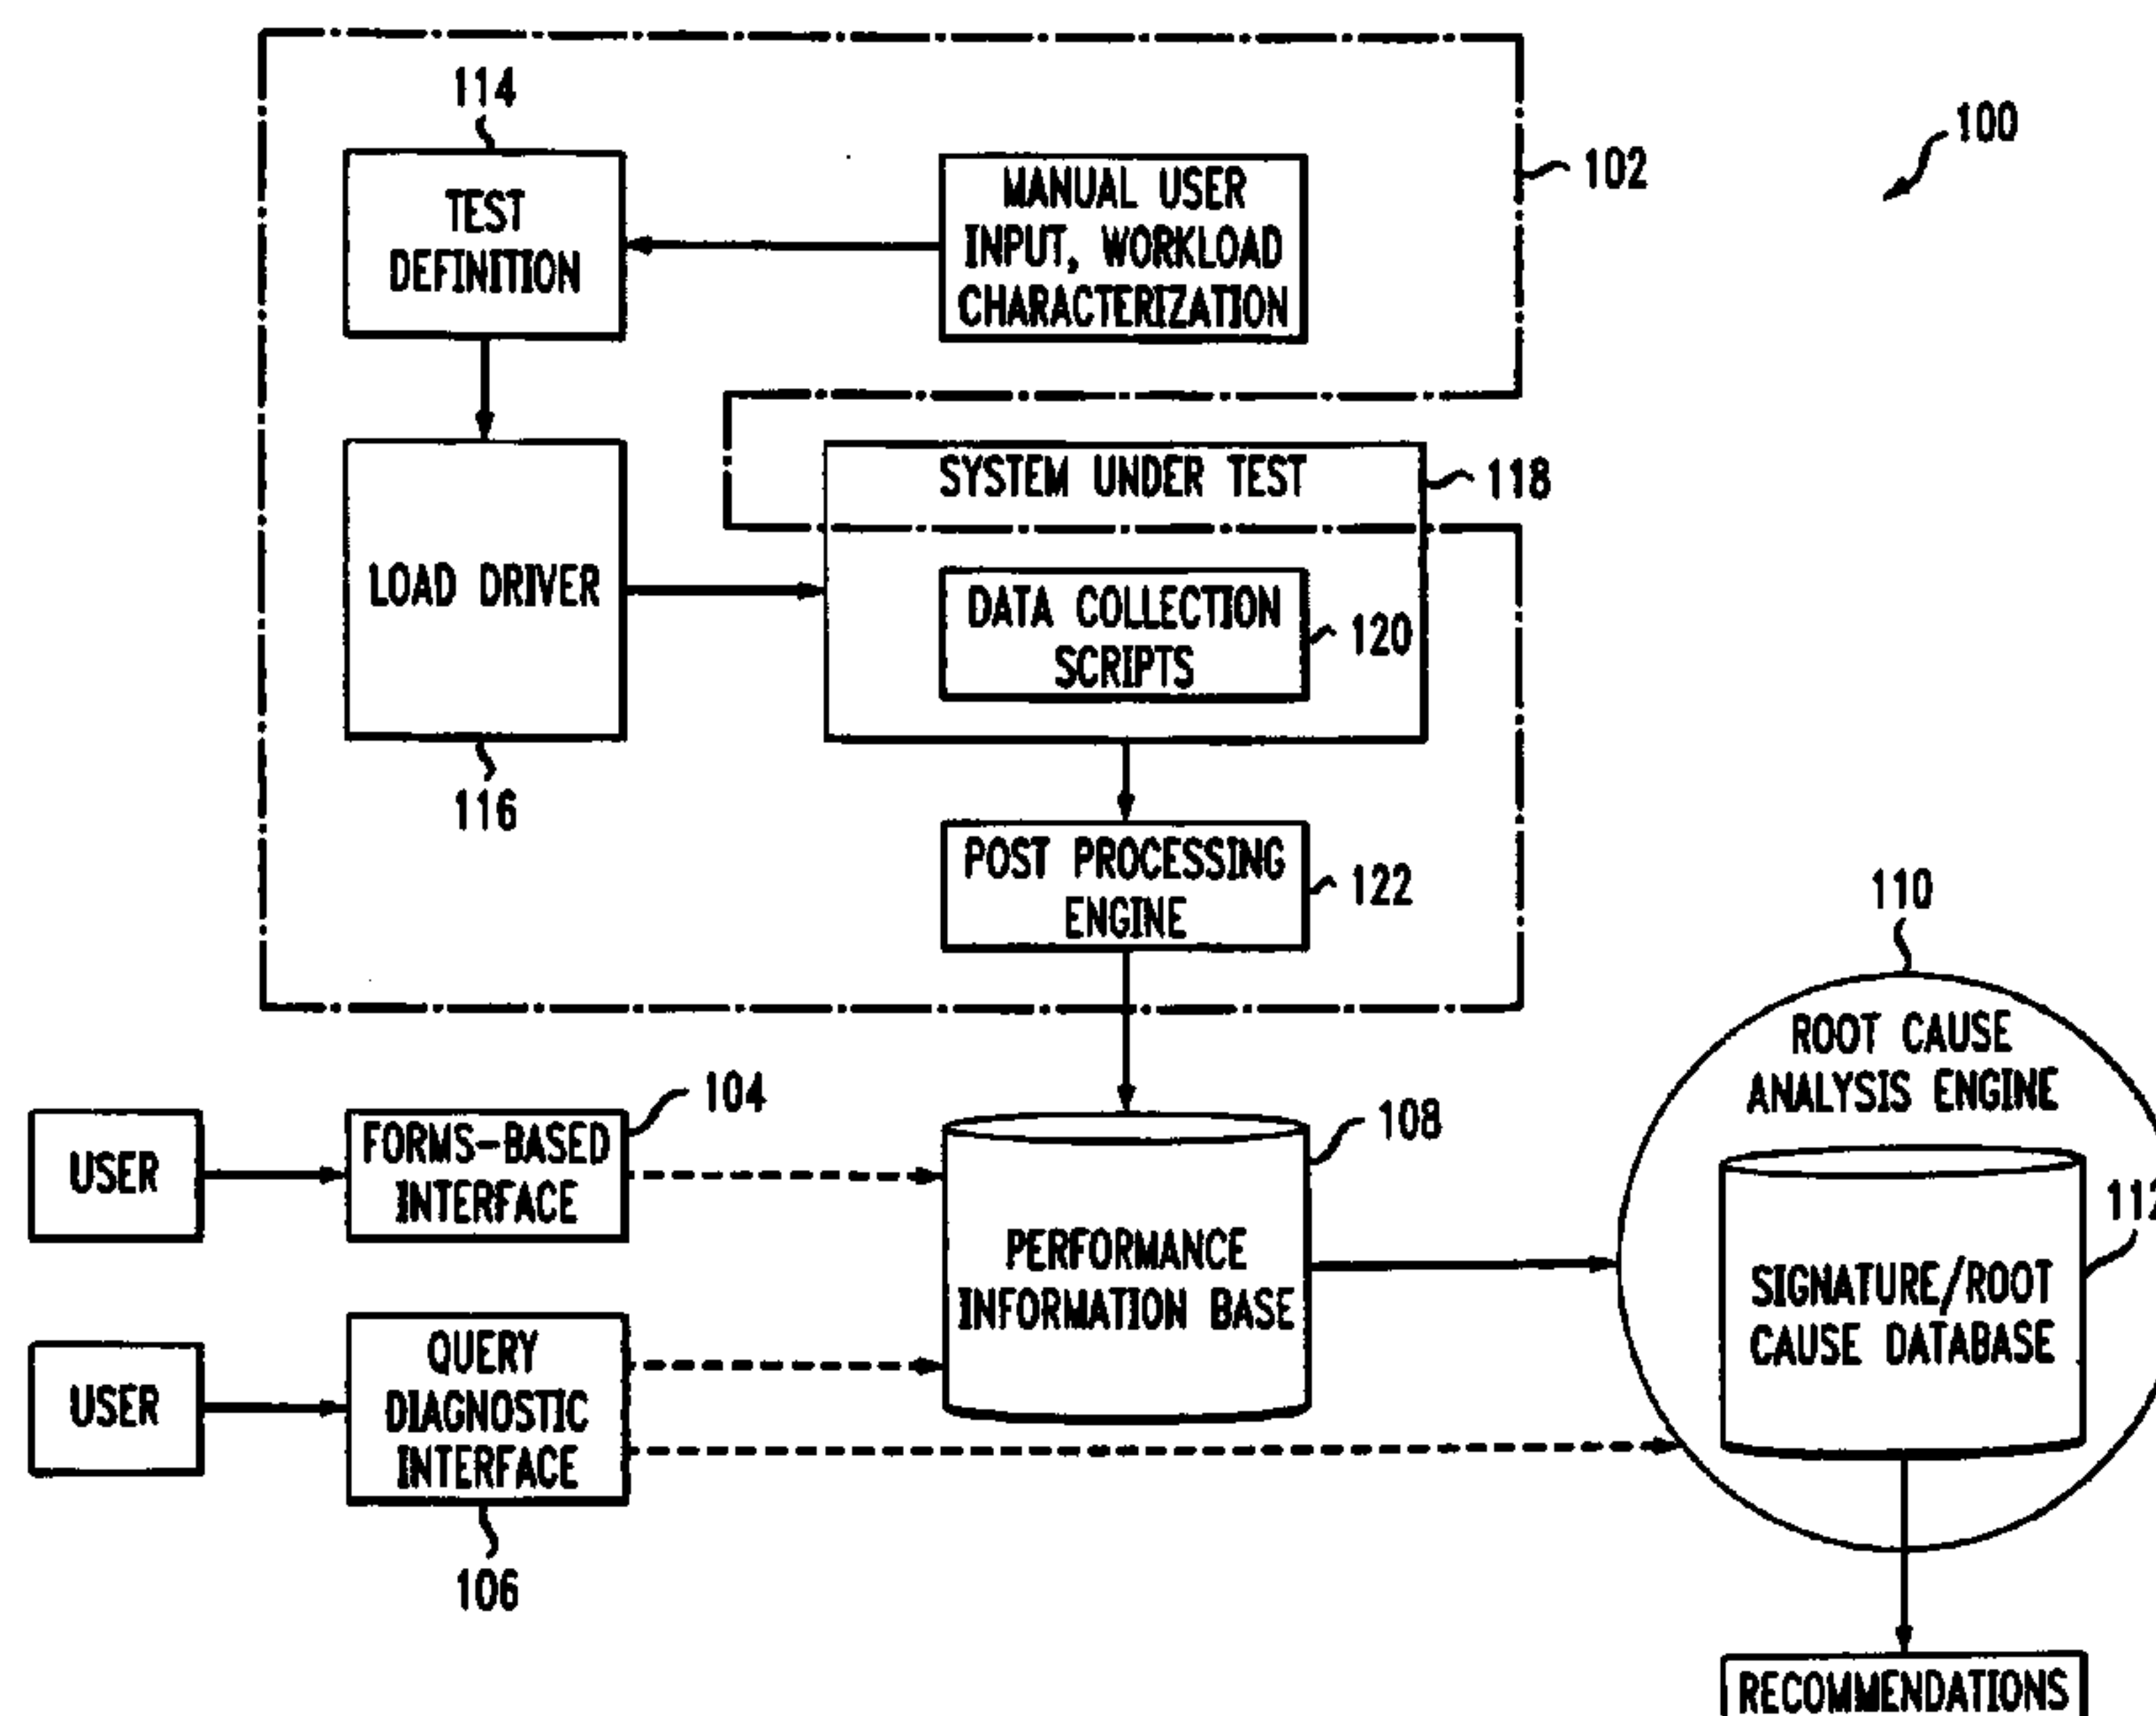 114
100
102
TEST
DEFINITION
MANUAL USER
INPUT, WORKLOAD
CHARACTERIZATION
SYSTEM UNDER TEST
118
LOAD DRIVER
DATA COLLECTION
SCRIPTS
120
116
POST PROCESSING
ENGINE
122
110
ROOT CAUSE
ANALYSIS ENGINE
104
108
USER
FORMS-BASED
INTERFACE
112
PERFORMANCE
INFORMATION BASE
SIGNATURE/ROOT
CAUSE DATABASE
USER
QUERY
DIAGNOSTIC
INTERFACE
106
RECOMMENDATIONS